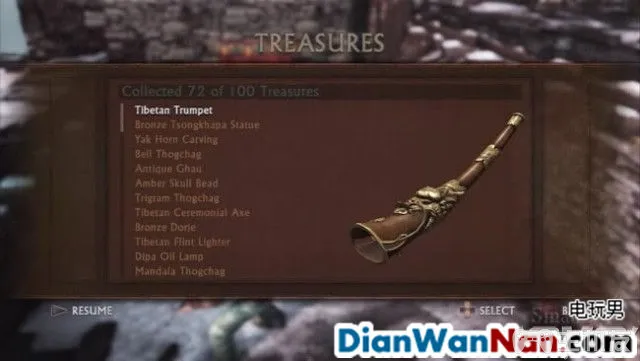 TREASURES
Collected 72 of 100 Treasures
Tibetan Trumpet
Bronze Tsongkhapa Statue
Yak Horn Carving
Bell Thogchag
Antique Ghau
Amber Skull Bead
Trigram Thogchag
Tibetan Ceremonial Axe
Bronze Dorje
Tibetan Flint Lighter
Dipa Oil Lamp
Mandala Thogchag
RESUME
SELECT
电玩男
DianWanNan.com